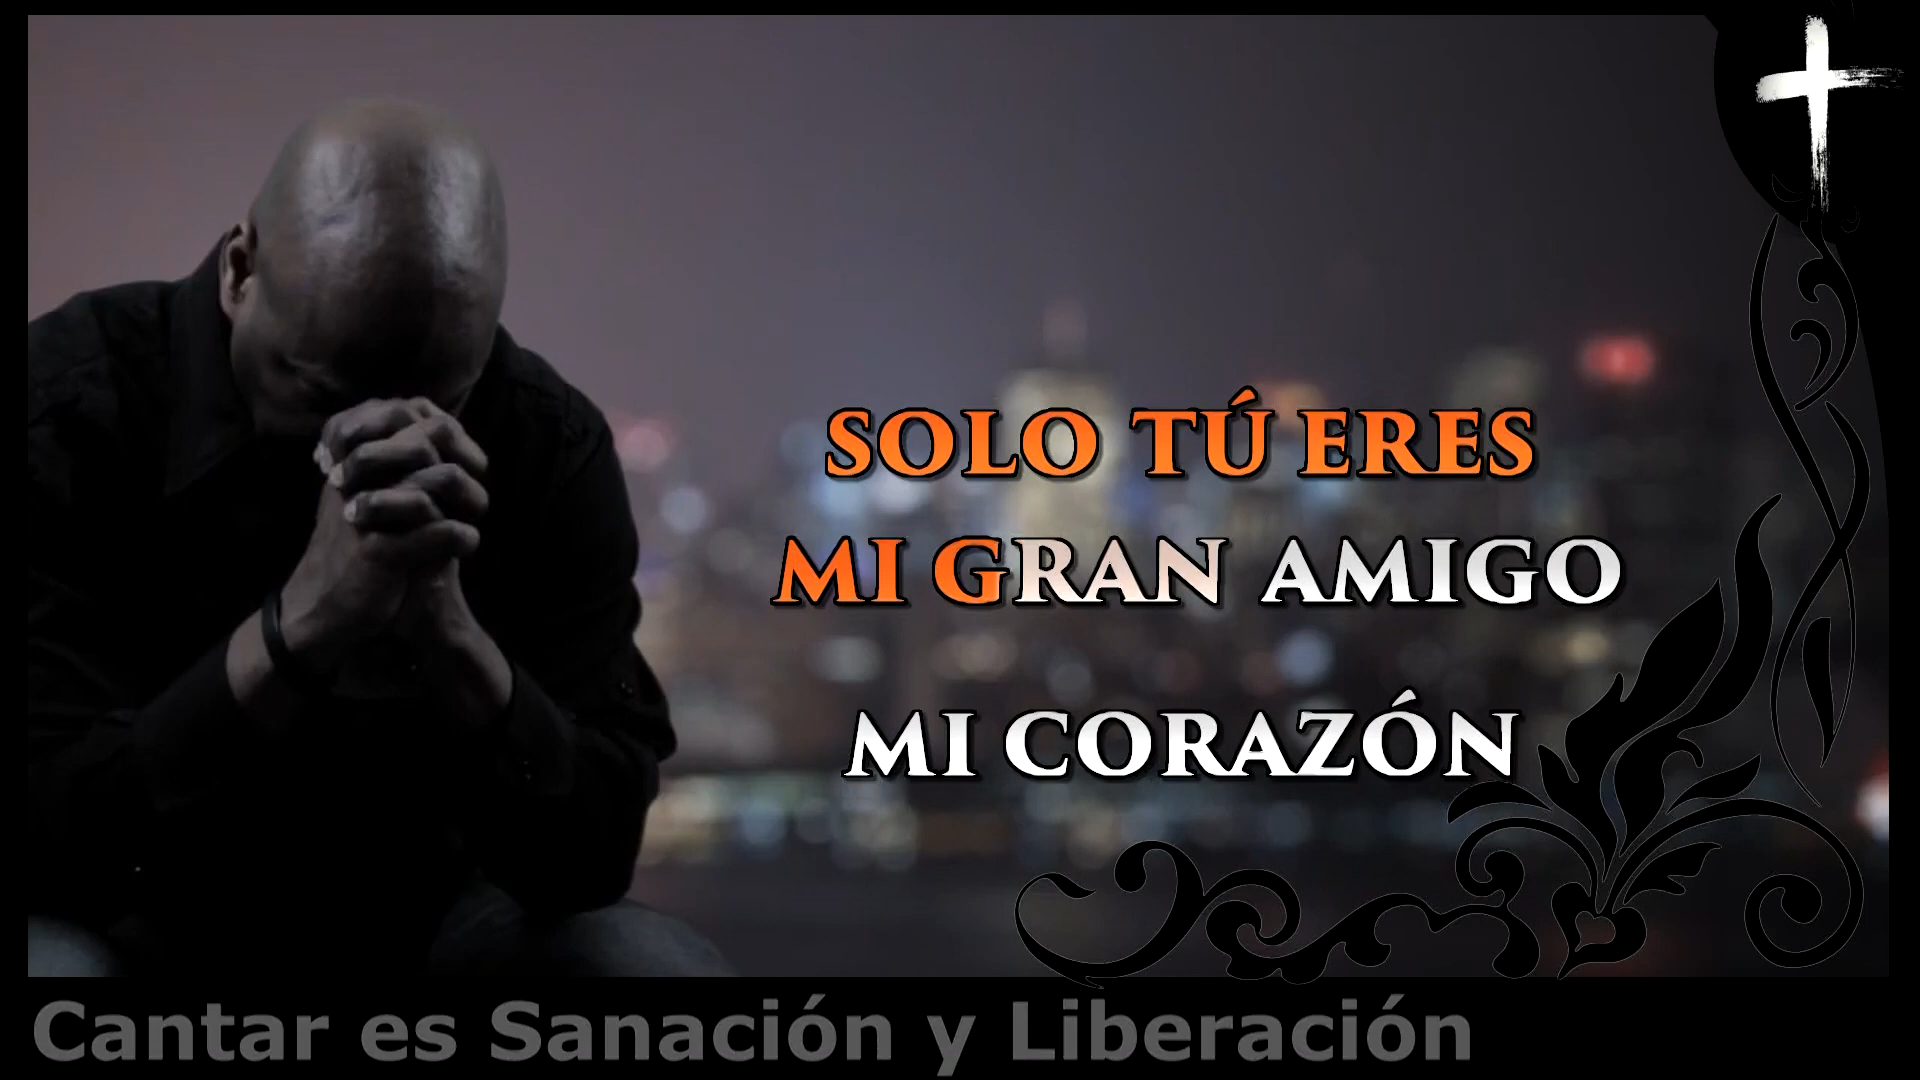 SOLO TÚ ERES
MI GRAN AMIGO
MI CORAZÓN
Cantar es Sanación y Liberación